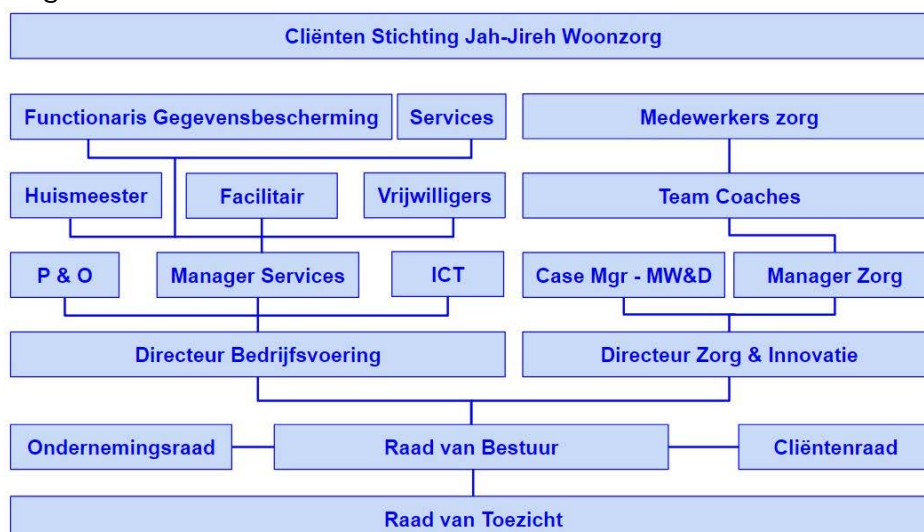 Cliënten Stichting Jah-Jireh Woonzorg
Functionaris Gegevensbescherming
Services
Medewerkers zorg
Huismeester
Facilitair
Vrijwilligers
Team Coaches
P & O
Manager Services
ICT
Case Mgr - MW&D
Manager Zorg
Directeur Bedrijfsvoering
Directeur Zorg & Innovatie
Ondernemingsraad
Raad van Bestuur
Cliëntenraad
Raad van Toezicht